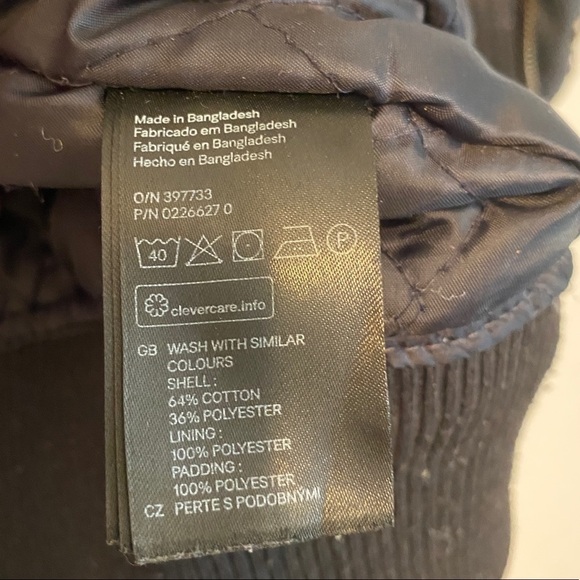 Made in Bangladesh
Fabricado em Bangladesh
Fabriqué en Bangladesh
Hecho en Bangladesh
O/N 397733
P/N 0226627 0
40 P
clevercare.info
GB WASH WITH SIMILAR
COLOURS
SHELL :
64% COTTON
36% POLYESTER
LINING :
100% POLYESTER
PADDING :
100% POLYESTER
CZ PERTE S PODOBNÝMI